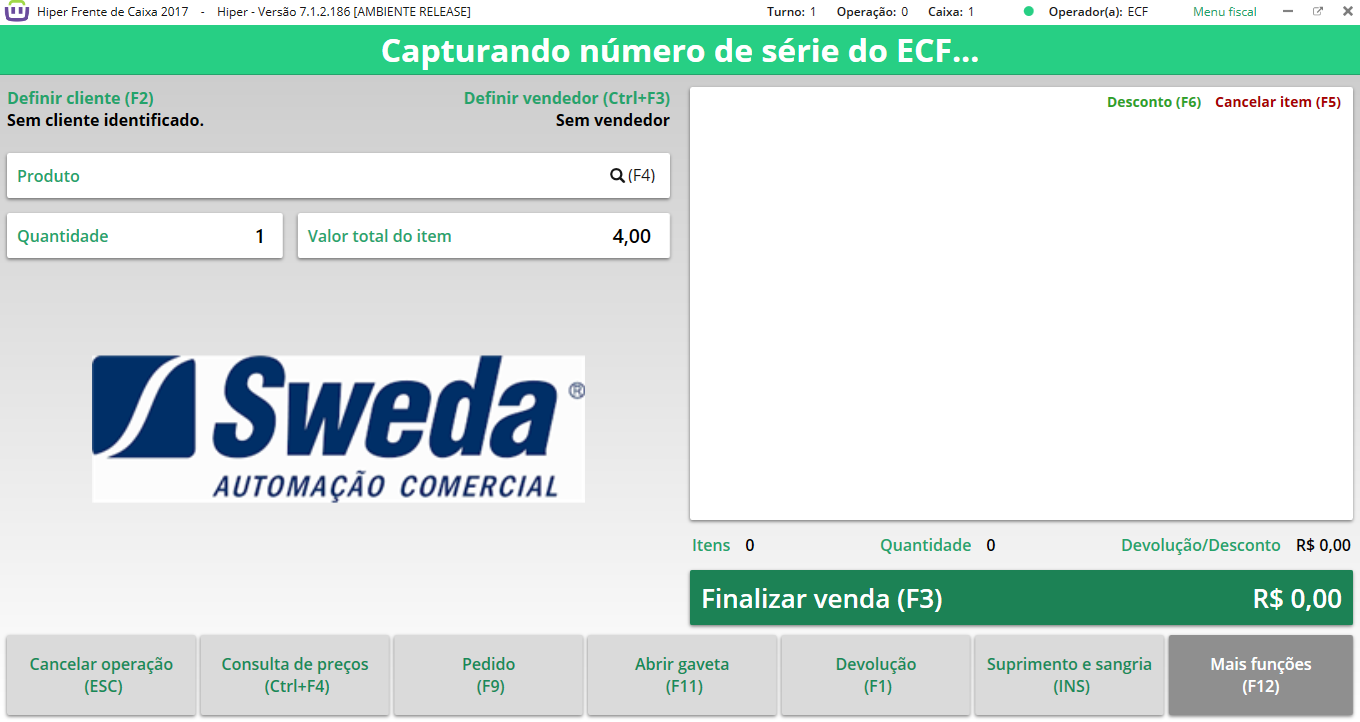 Hiper Frente de Caixa 2017 - Hiper - Versão 7.1.2.186 [AMBIENTE RELEASE] Turno: 1 Operação: 0 Caixa: 1 Operador(a): ECF Menu fiscal
Capturando número de série do ECF...
Definir cliente (F2) Definir vendedor (Ctrl+F3)
Sem cliente identificado. Sem vendedor
Produto (F4)
Quantidade 1 Valor total do item 4,00
Sweda ®
AUTOMAÇÃO COMERCIAL
Desconto (F6) Cancelar item (F5)
Itens 0 Quantidade 0 Devolução/Desconto R$ 0,00
Finalizar venda (F3) R$ 0,00
Cancelar operação
(ESC)
Consulta de preços
(Ctrl+F4)
Pedido
(F9)
Abrir gaveta
(F11)
Devolução
(F1)
Suprimento e sangria
(INS)
Mais funções
(F12)